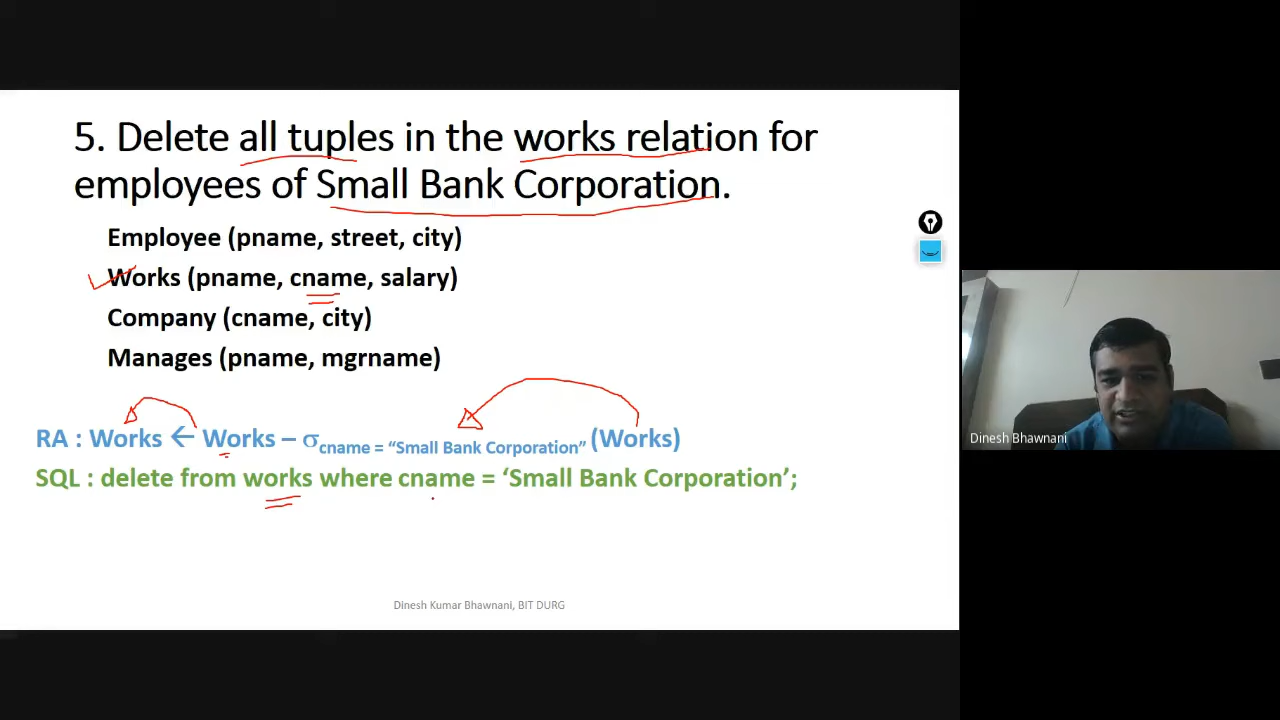 5. Delete all tuples in the works relation for
employees of Small Bank Corporation.
Employee (pname, street, city)
Works (pname, cname, salary)
Company (cname, city)
Manages (pname, mgrname)
RA : Works ← Works – σcname = “Small Bank Corporation” (Works)
SQL : delete from works where cname = ‘Small Bank Corporation’;
Dinesh Kumar Bhawnani, BIT DURG
Dinesh Bhawnani